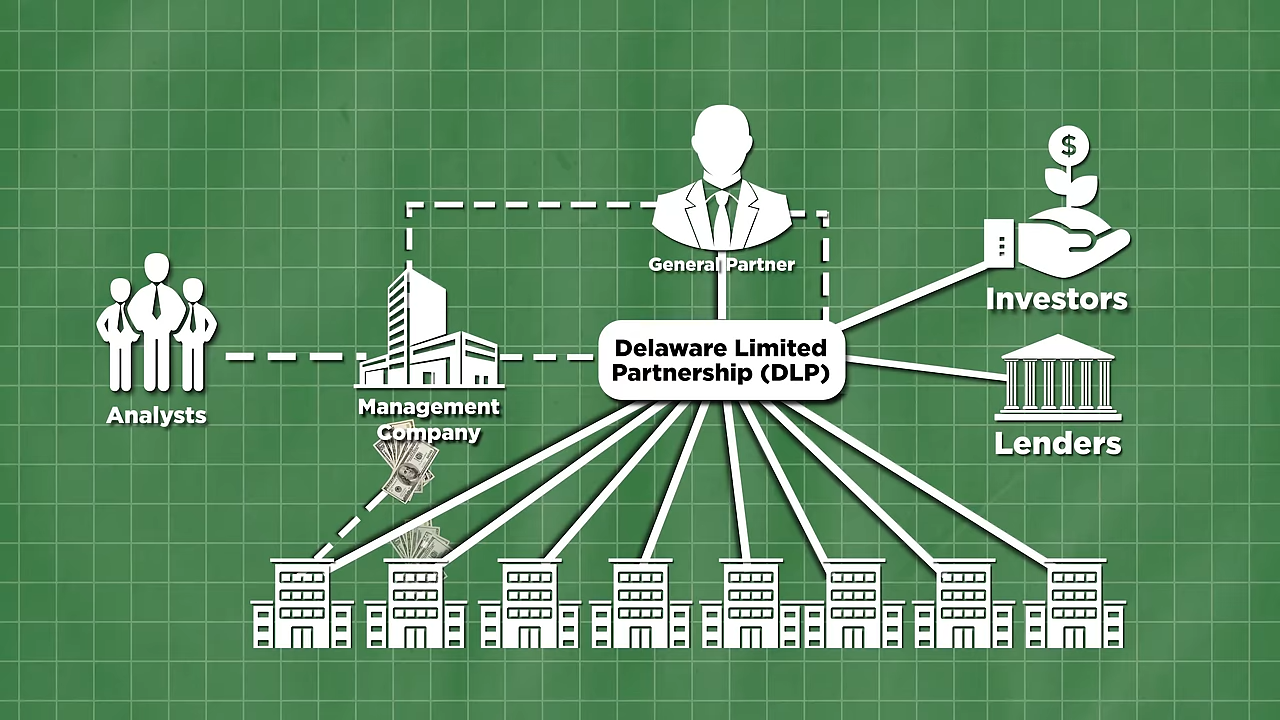 $
General Partner
Investors
Delaware Limited
Partnership (DLP)
Analysts
Management
Company
Lenders